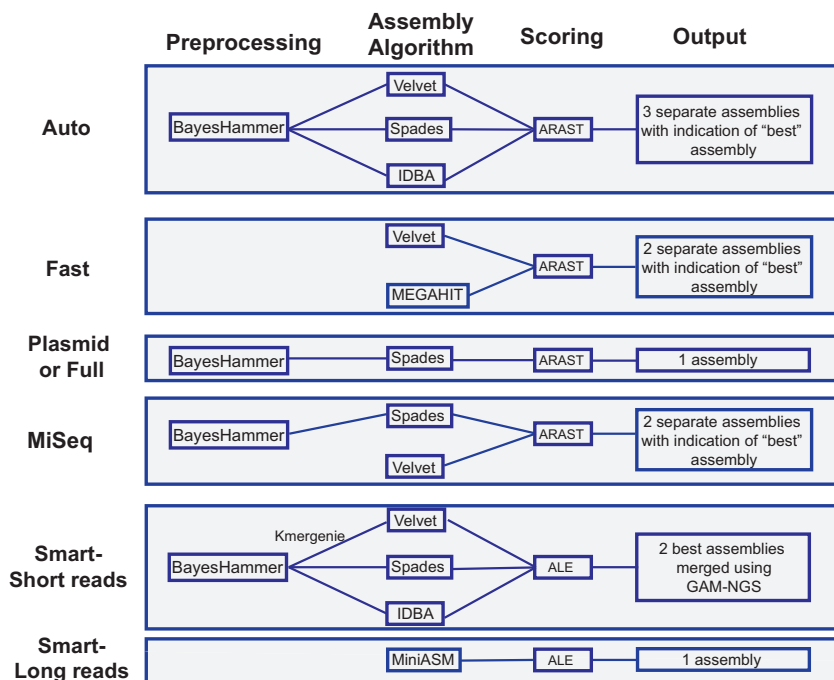 Preprocessing
Assembly
Algorithm
Scoring
Output
Auto
BayesHammer
Velvet
Spades
IDBA
ARAST
3 separate assemblies
with indication of “best”
assembly
Fast
Velvet
MEGAHIT
ARAST
2 separate assemblies
with indication of “best”
assembly
Plasmid
or Full
BayesHammer
Spades
ARAST
1 assembly
MiSeq
BayesHammer
Spades
Velvet
ARAST
2 separate assemblies
with indication of “best”
assembly
Smart-
Short reads
BayesHammer
Kmergenie
Velvet
Spades
IDBA
ALE
2 best assemblies
merged using
GAM-NGS
Smart-
Long reads
MiniASM
ALE
1 assembly